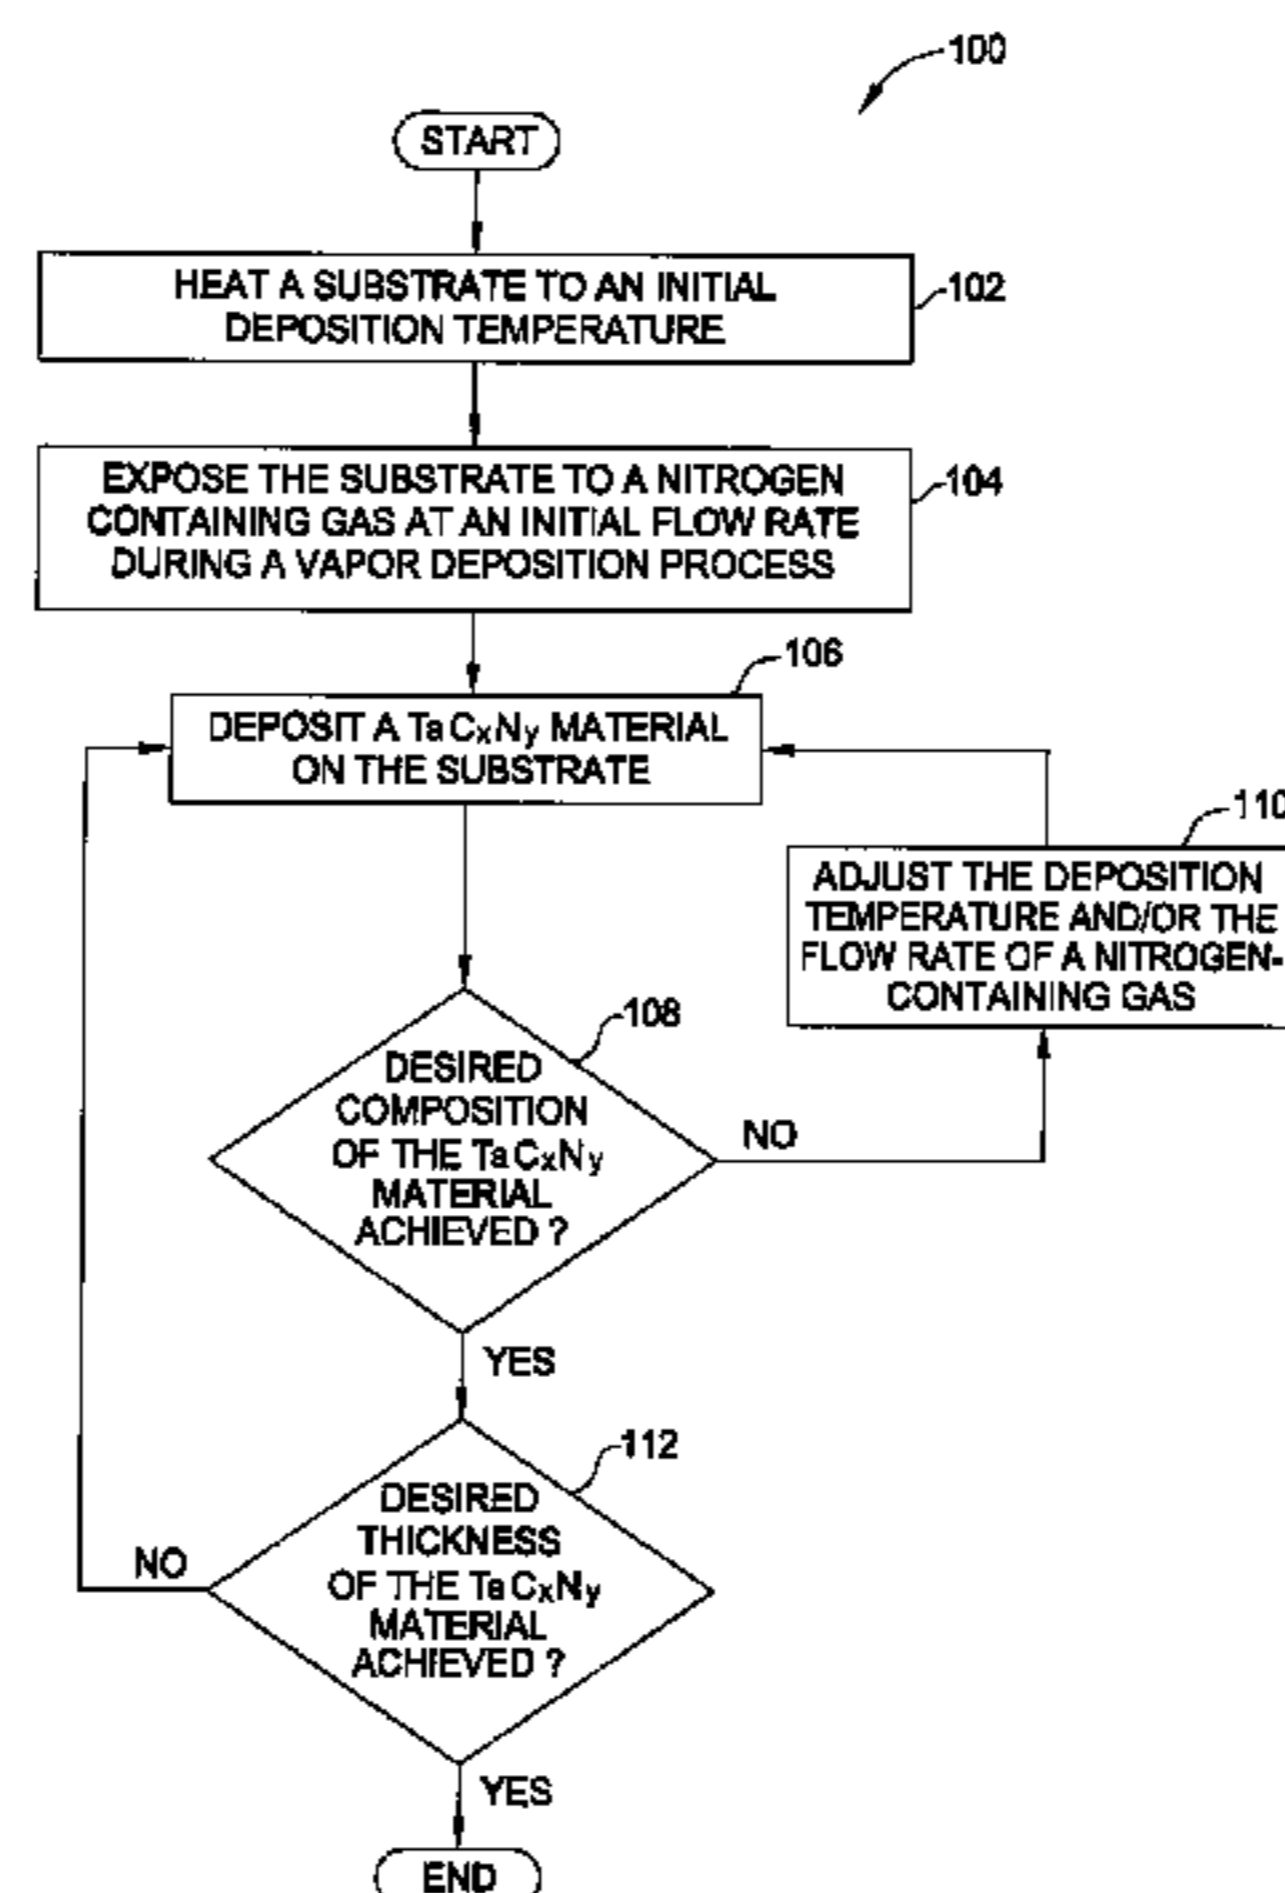 100
START
HEAT A SUBSTRATE TO AN INITIAL
DEPOSITION TEMPERATURE
102
EXPOSE THE SUBSTRATE TO A NITROGEN
CONTAINING GAS AT AN INITIAL FLOW RATE
DURING A VAPOR DEPOSITION PROCESS
104
106
DEPOSIT A TaCxNy MATERIAL
ON THE SUBSTRATE
110
ADJUST THE DEPOSITION
TEMPERATURE AND/OR THE
FLOW RATE OF A NITROGEN-
CONTAINING GAS
108
DESIRED
COMPOSITION
OF THE TaCxNy
MATERIAL
ACHIEVED ?
NO
YES
112
DESIRED
THICKNESS
OF THE TaCxNy
MATERIAL
ACHIEVED ?
NO
YES
END